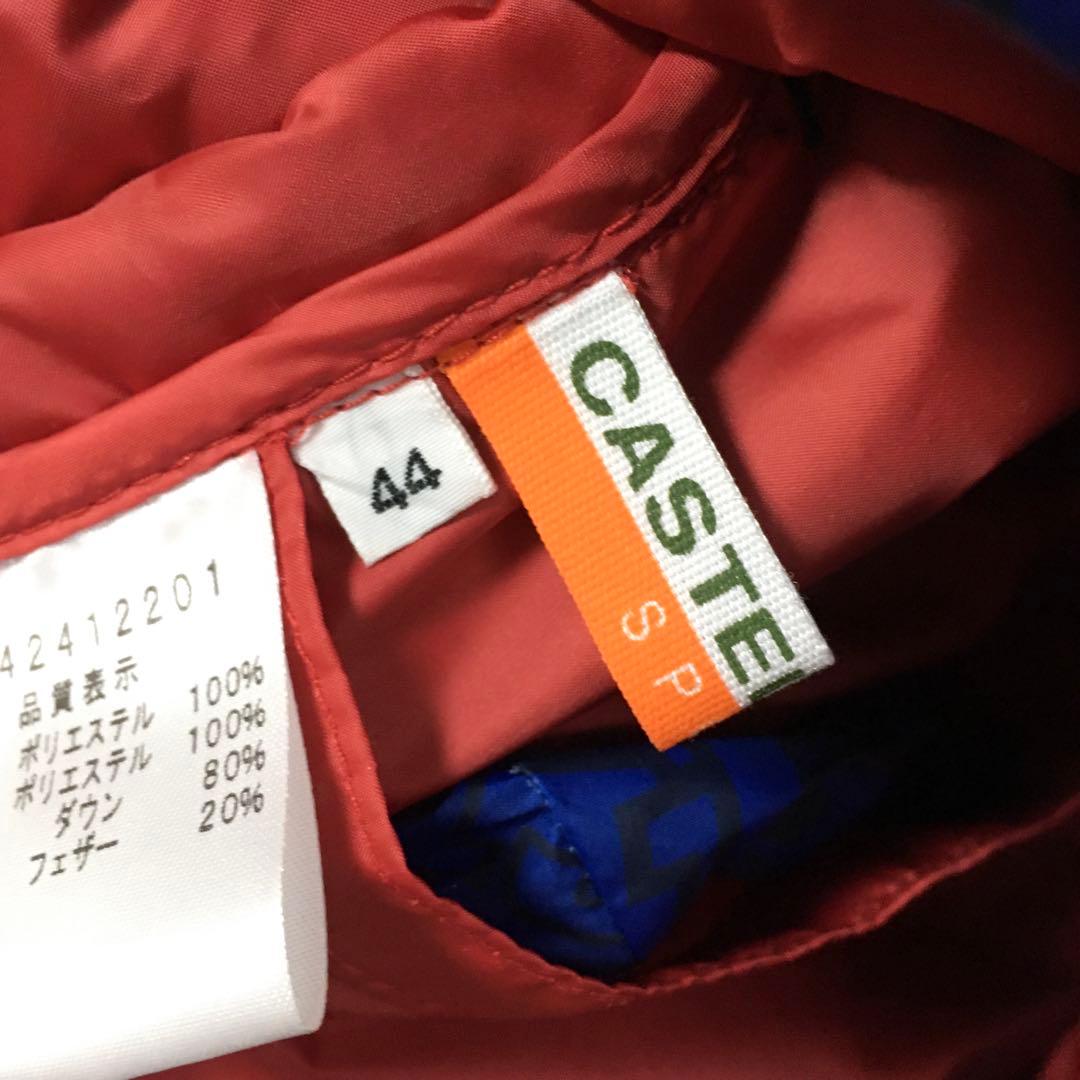 42412201
品質表示
ポリエステル 100%
ポリエステル 100%
ダウン 80%
フェザー 20%
44
CASTE
SP